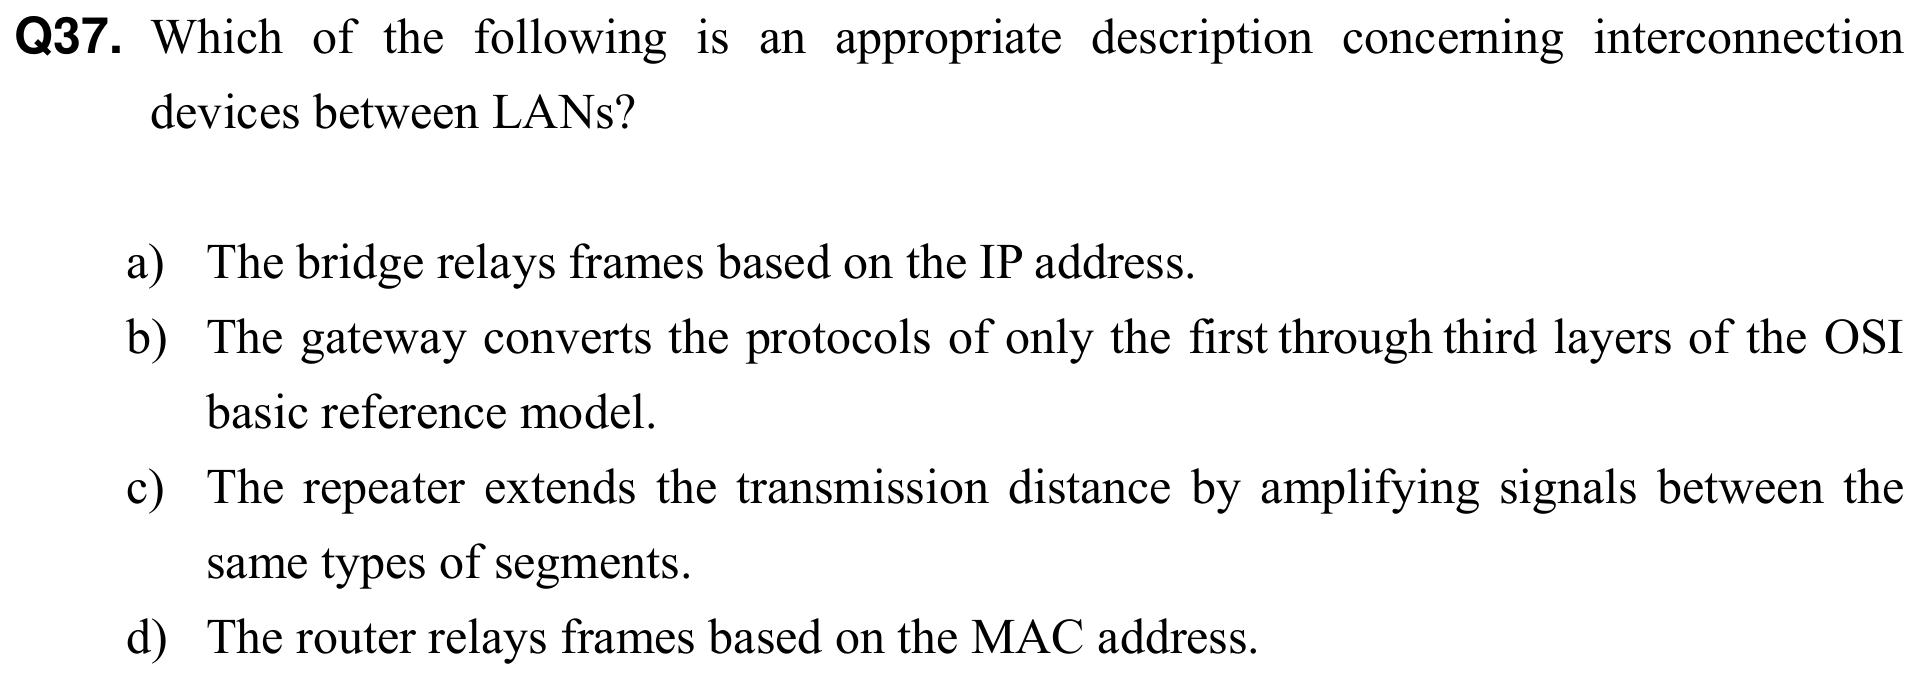 Q37. Which of the following is an appropriate description concerning interconnection
devices between LANs?
a) The bridge relays frames based on the IP address.
b) The gateway converts the protocols of only the first through third layers of the OSI
basic reference model.
c) The repeater extends the transmission distance by amplifying signals between the
same types of segments.
d) The router relays frames based on the MAC address.